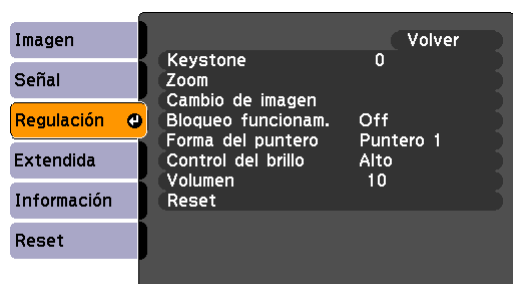 Imagen
Señal
Regulación
Extendida
Información
Reset
Volver
Keystone 0
Zoom
Cambio de imagen
Bloqueo funcionam. Off
Forma del puntero Puntero 1
Control del brillo Alto
Volumen 10
Reset